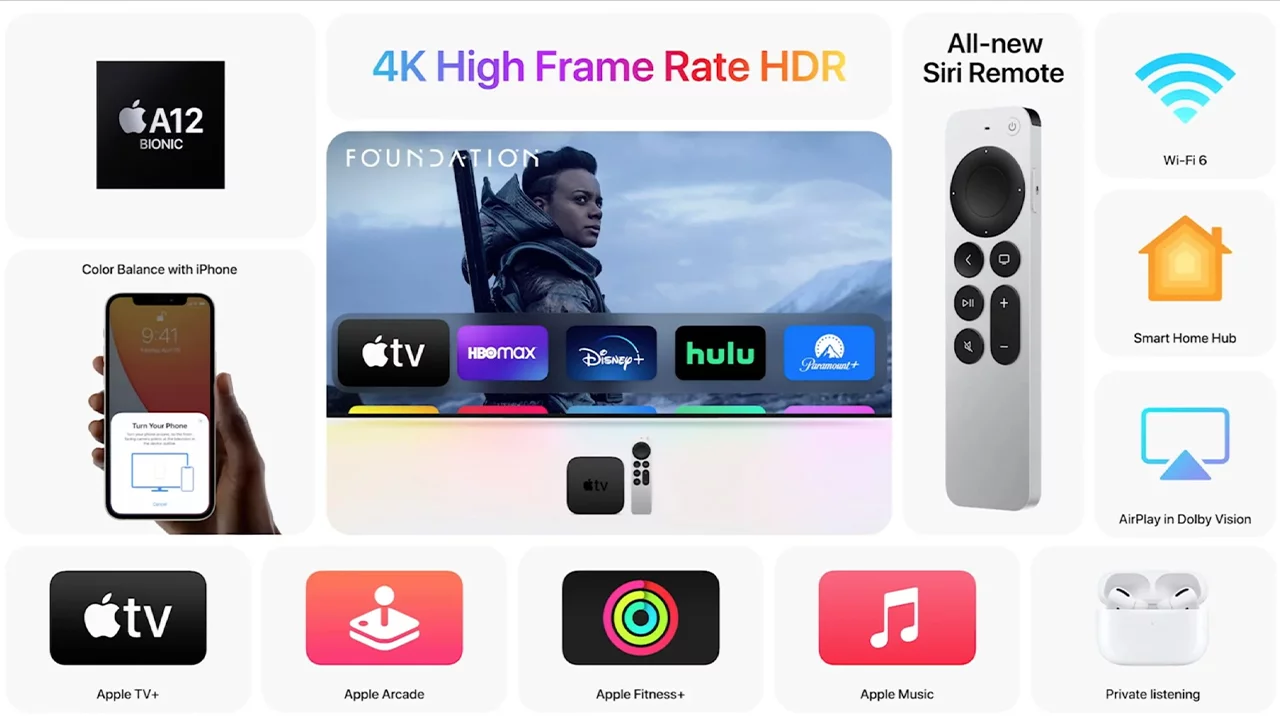 A12
BIONIC
4K High Frame Rate HDR
All-new
Siri Remote
Wi-Fi 6
FOUNDATION
Color Balance with iPhone
9:41
Turn Your Phone
Cancel
tv
HBOMAX
Disney+
hulu
Paramount+
Smart Home Hub
tv
AirPlay in Dolby Vision
tv
Apple TV+
Apple Arcade
Apple Fitness+
Apple Music
Private listening